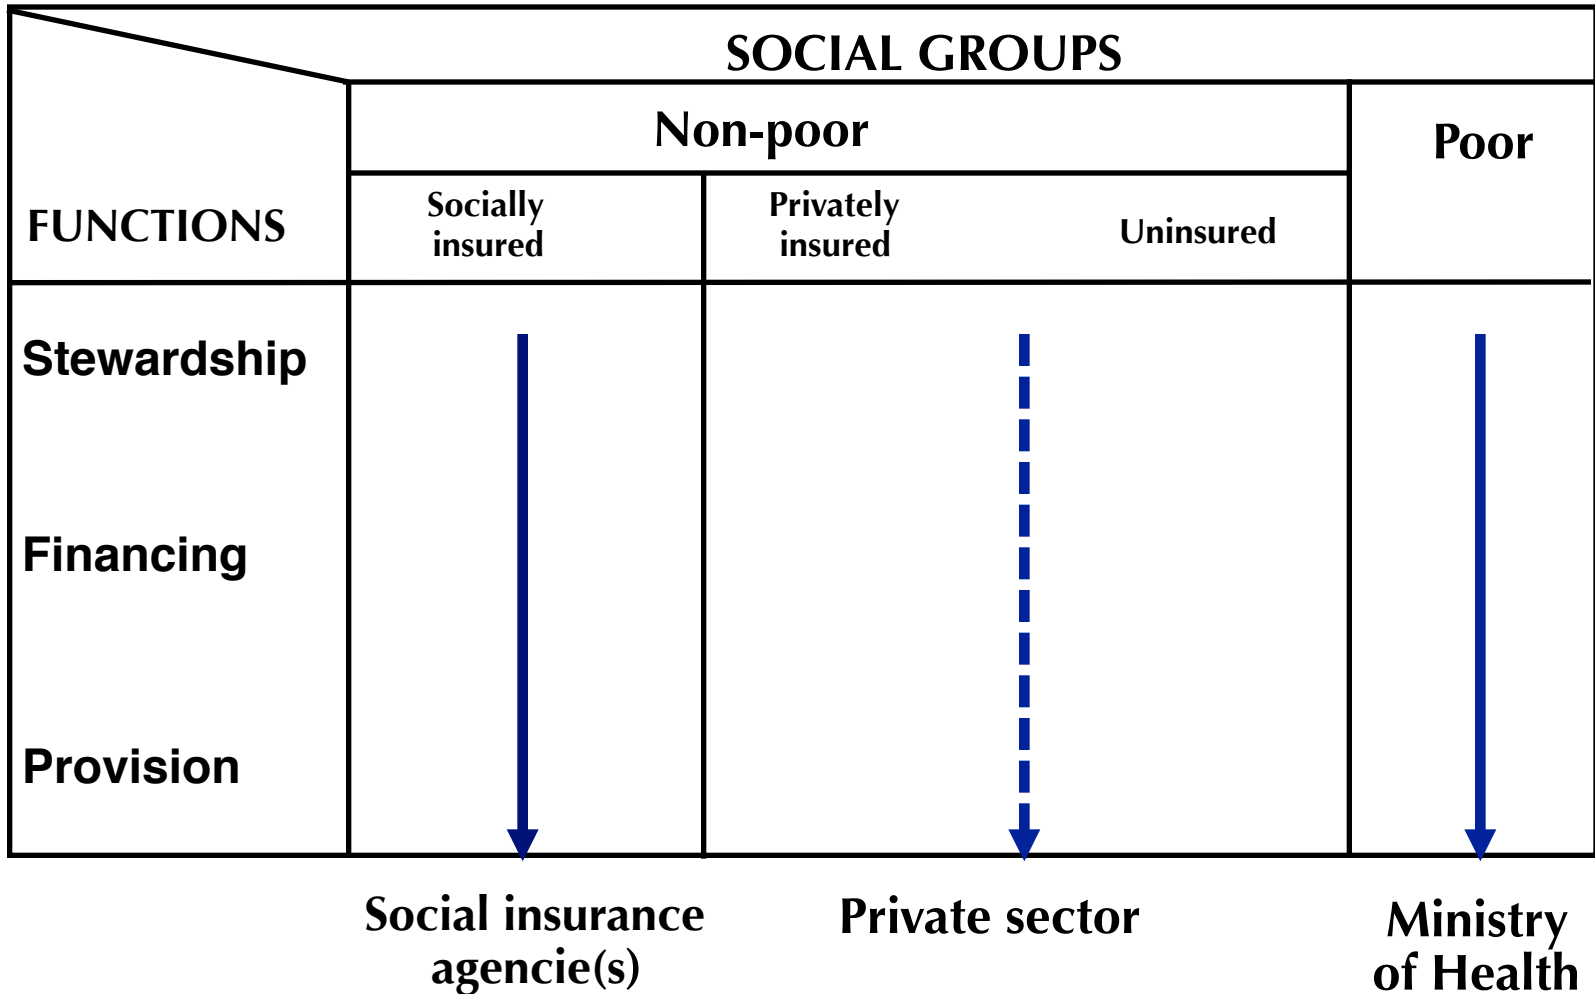 SOCIAL GROUPS
Non-poor
Poor
FUNCTIONS
Socially
insured
Privately
insured
Uninsured
Stewardship
Financing
Provision
Social insurance
agencie(s)
Private sector
Ministry
of Health